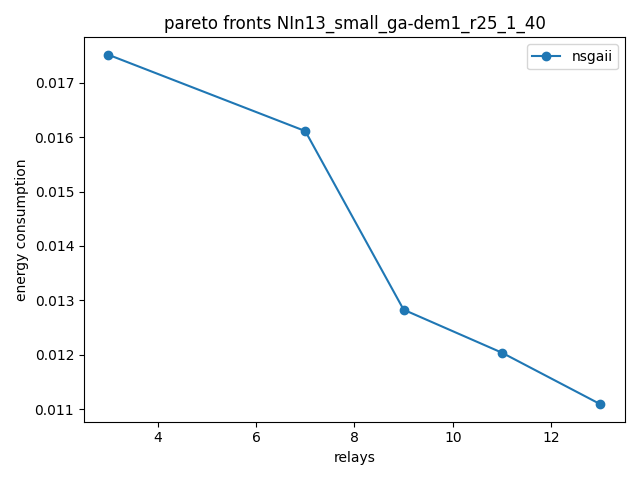 pareto fronts NIn13_small_ga-dem1_r25_1_40
nsgaii
0.017
0.016
0.015
0.014
0.013
0.012
0.011
energy consumption
4 6 8 10 12
relays